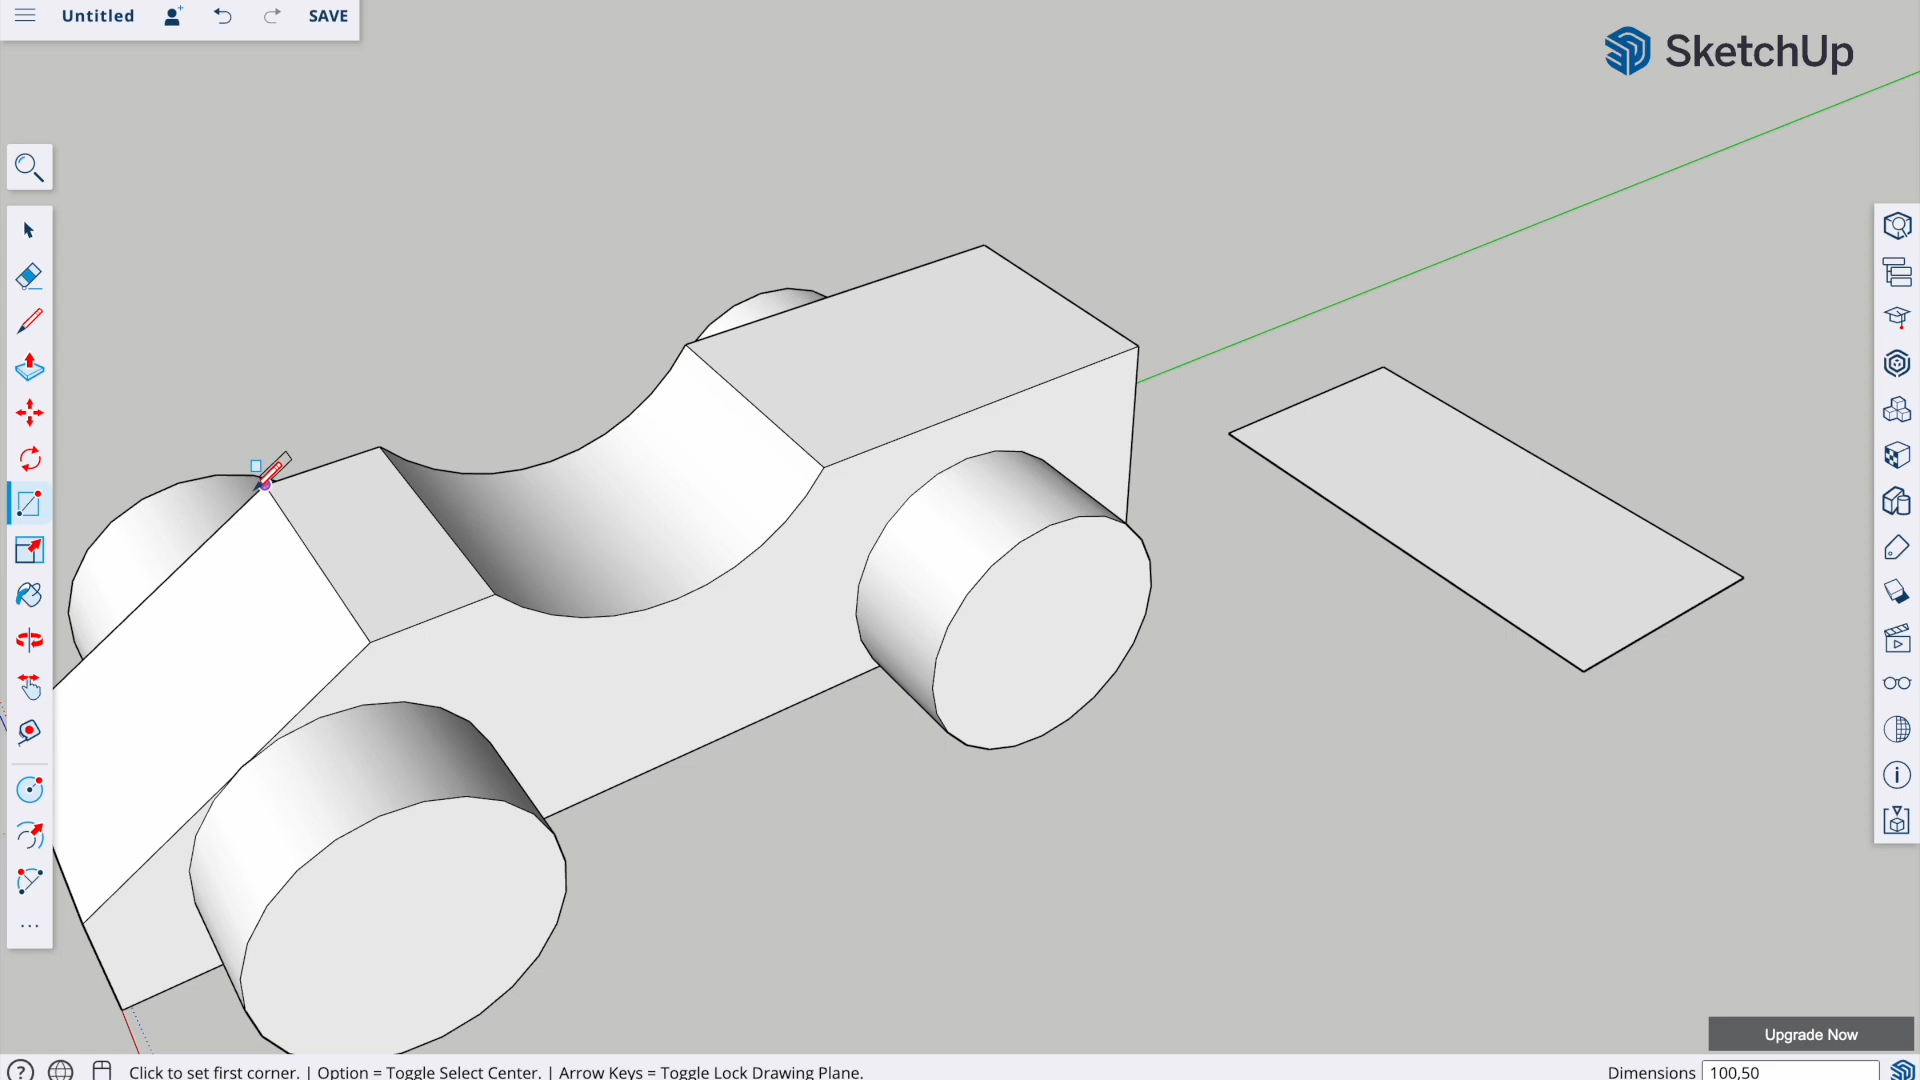 Untitled
SAVE
SketchUp
Upgrade Now
Click to set first corner. | Option = Toggle Select Center. | Arrow Keys = Toggle Lock Drawing Plane.
Dimensions 100,50